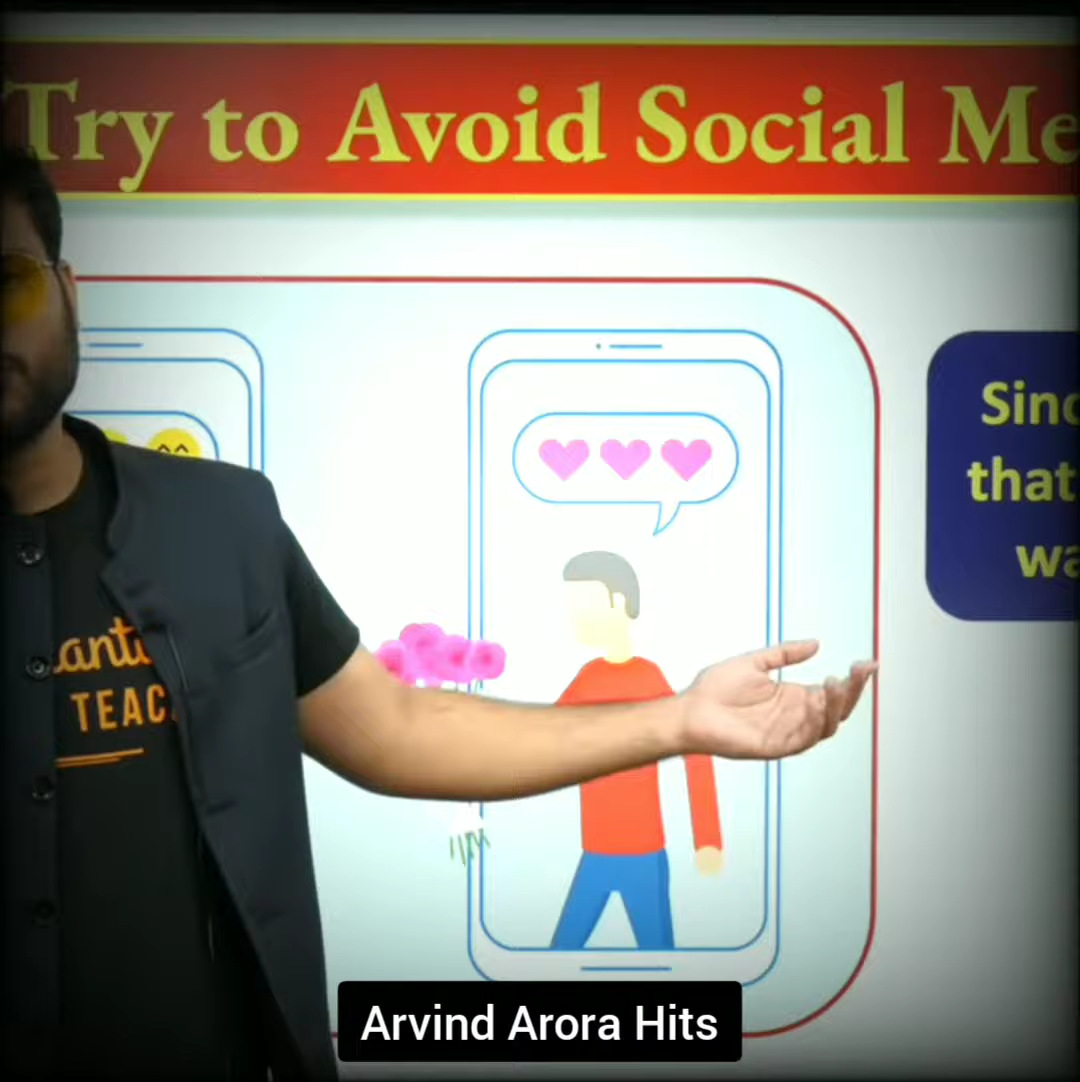 Try to Avoid Social Me
Sinc
that
wa
TEAC
Arvind Arora Hits